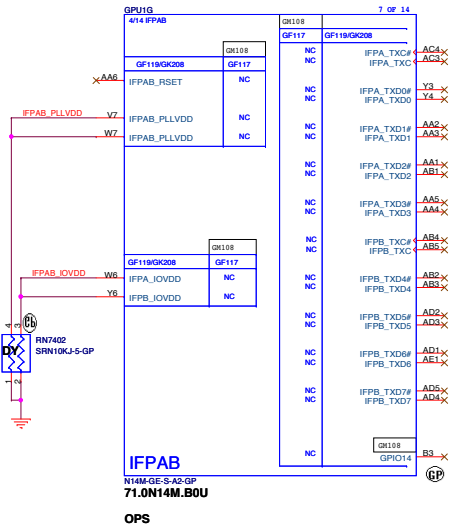 GPU1G
7 OF 14
4/14 IFPAB
GM108
GF117 GF119/GK208
GM108
GF119/GK208 GF117
AA6 IFPAB_RSET NC
IFPAB_PLLVDD V7 IFPAB_PLLVDD NC
W7 IFPAB_PLLVDD NC
NC IFPA_TXC# AC4
NC IFPA_TXC AC3
NC IFPA_TXD0# Y3
NC IFPA_TXD0 Y4
NC IFPA_TXD1# AA2
NC IFPA_TXD1 AA3
NC IFPA_TXD2# AA1
NC IFPA_TXD2 AB1
NC IFPA_TXD3# AA5
NC IFPA_TXD3 AA4
NC IFPB_TXC# AB4
NC IFPB_TXC AB5
GM108
GF119/GK208 GF117
IFPAB_IOVDD W6 IFPA_IOVDD NC
Y6 IFPB_IOVDD NC
NC IFPB_TXD4# AB2
NC IFPB_TXD4 AB3
NC IFPB_TXD5# AD2
NC IFPB_TXD5 AD3
NC IFPB_TXD6# AD1
NC IFPB_TXD6 AE1
NC IFPB_TXD7# AD5
NC IFPB_TXD7 AD4
4 3
RN7402
DY
SRN10KJ-5-GP
1 2
GM108
NC GPIO14 B3
GP
IFPAB
N14M-GE-S-A2-GP
71.0N14M.B0U
OPS